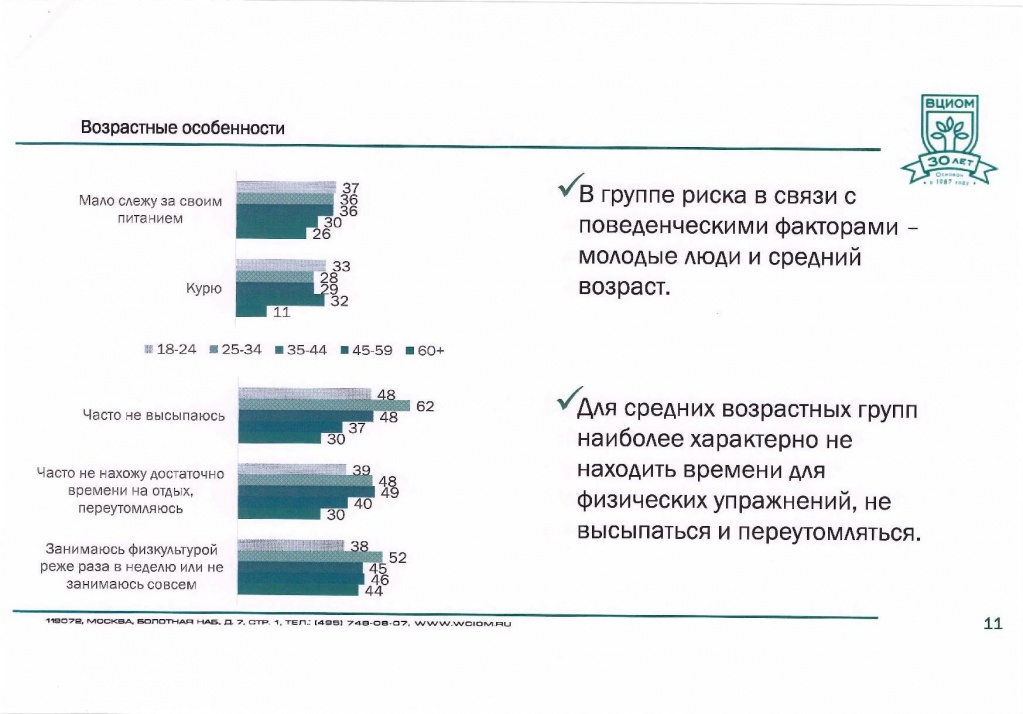 ВЦИОМ
30 ЛЕТ
Основан
в 1987 году
Возрастные особенности
Мало слежу за своим
питанием
37
36
36
30
26
Курю
33
28
29
32
11
18-24 25-34 35-44 45-59 60+
Часто не высыпаюсь
48
62
48
37
30
Часто не нахожу достаточно
времени на отдых,
переутомляюсь
39
48
49
40
30
Занимаюсь физкультурой
реже раза в неделю или не
занимаюсь совсем
38
52
45
46
44
В группе риска в связи с
поведенческими факторами –
молодые люди и средний
возраст.
Для средних возрастных групп
наиболее характерно не
находить времени для
физических упражнений, не
высыпаться и переутомляться.
119072, МОСКВА, БОЛОТНАЯ НАБ. Д. 7, СТР. 1, ТЕЛ.: (495) 748-08-07, WWW.WCIOM.RU
11